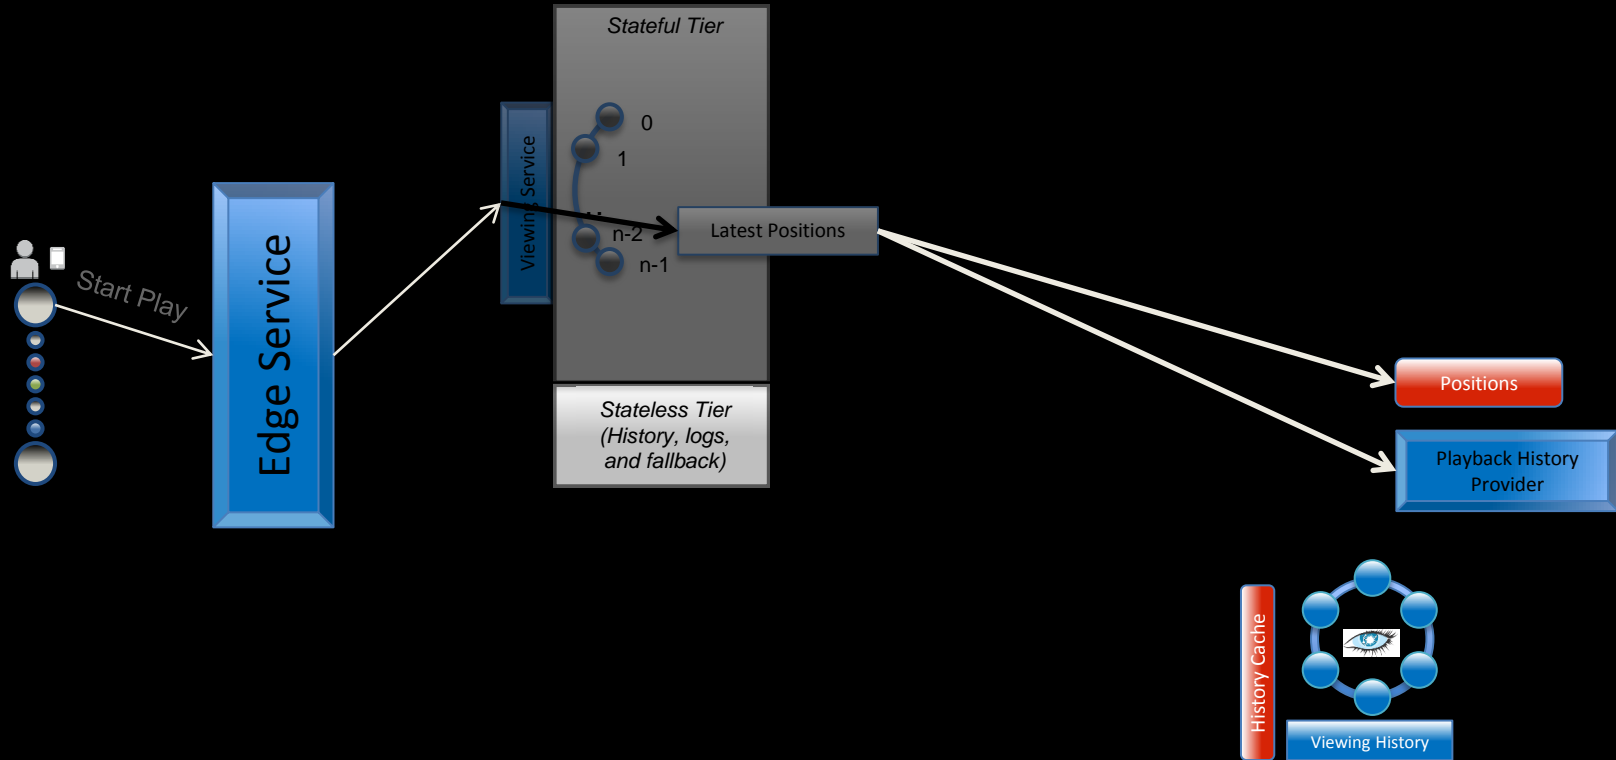 Stateful Tier
0
1
..
n-2
n-1
Viewing Service
Latest Positions
Start Play
Edge Service
Stateless Tier
(History, logs,
and fallback)
Positions
Playback History
Provider
History Cache
Viewing History